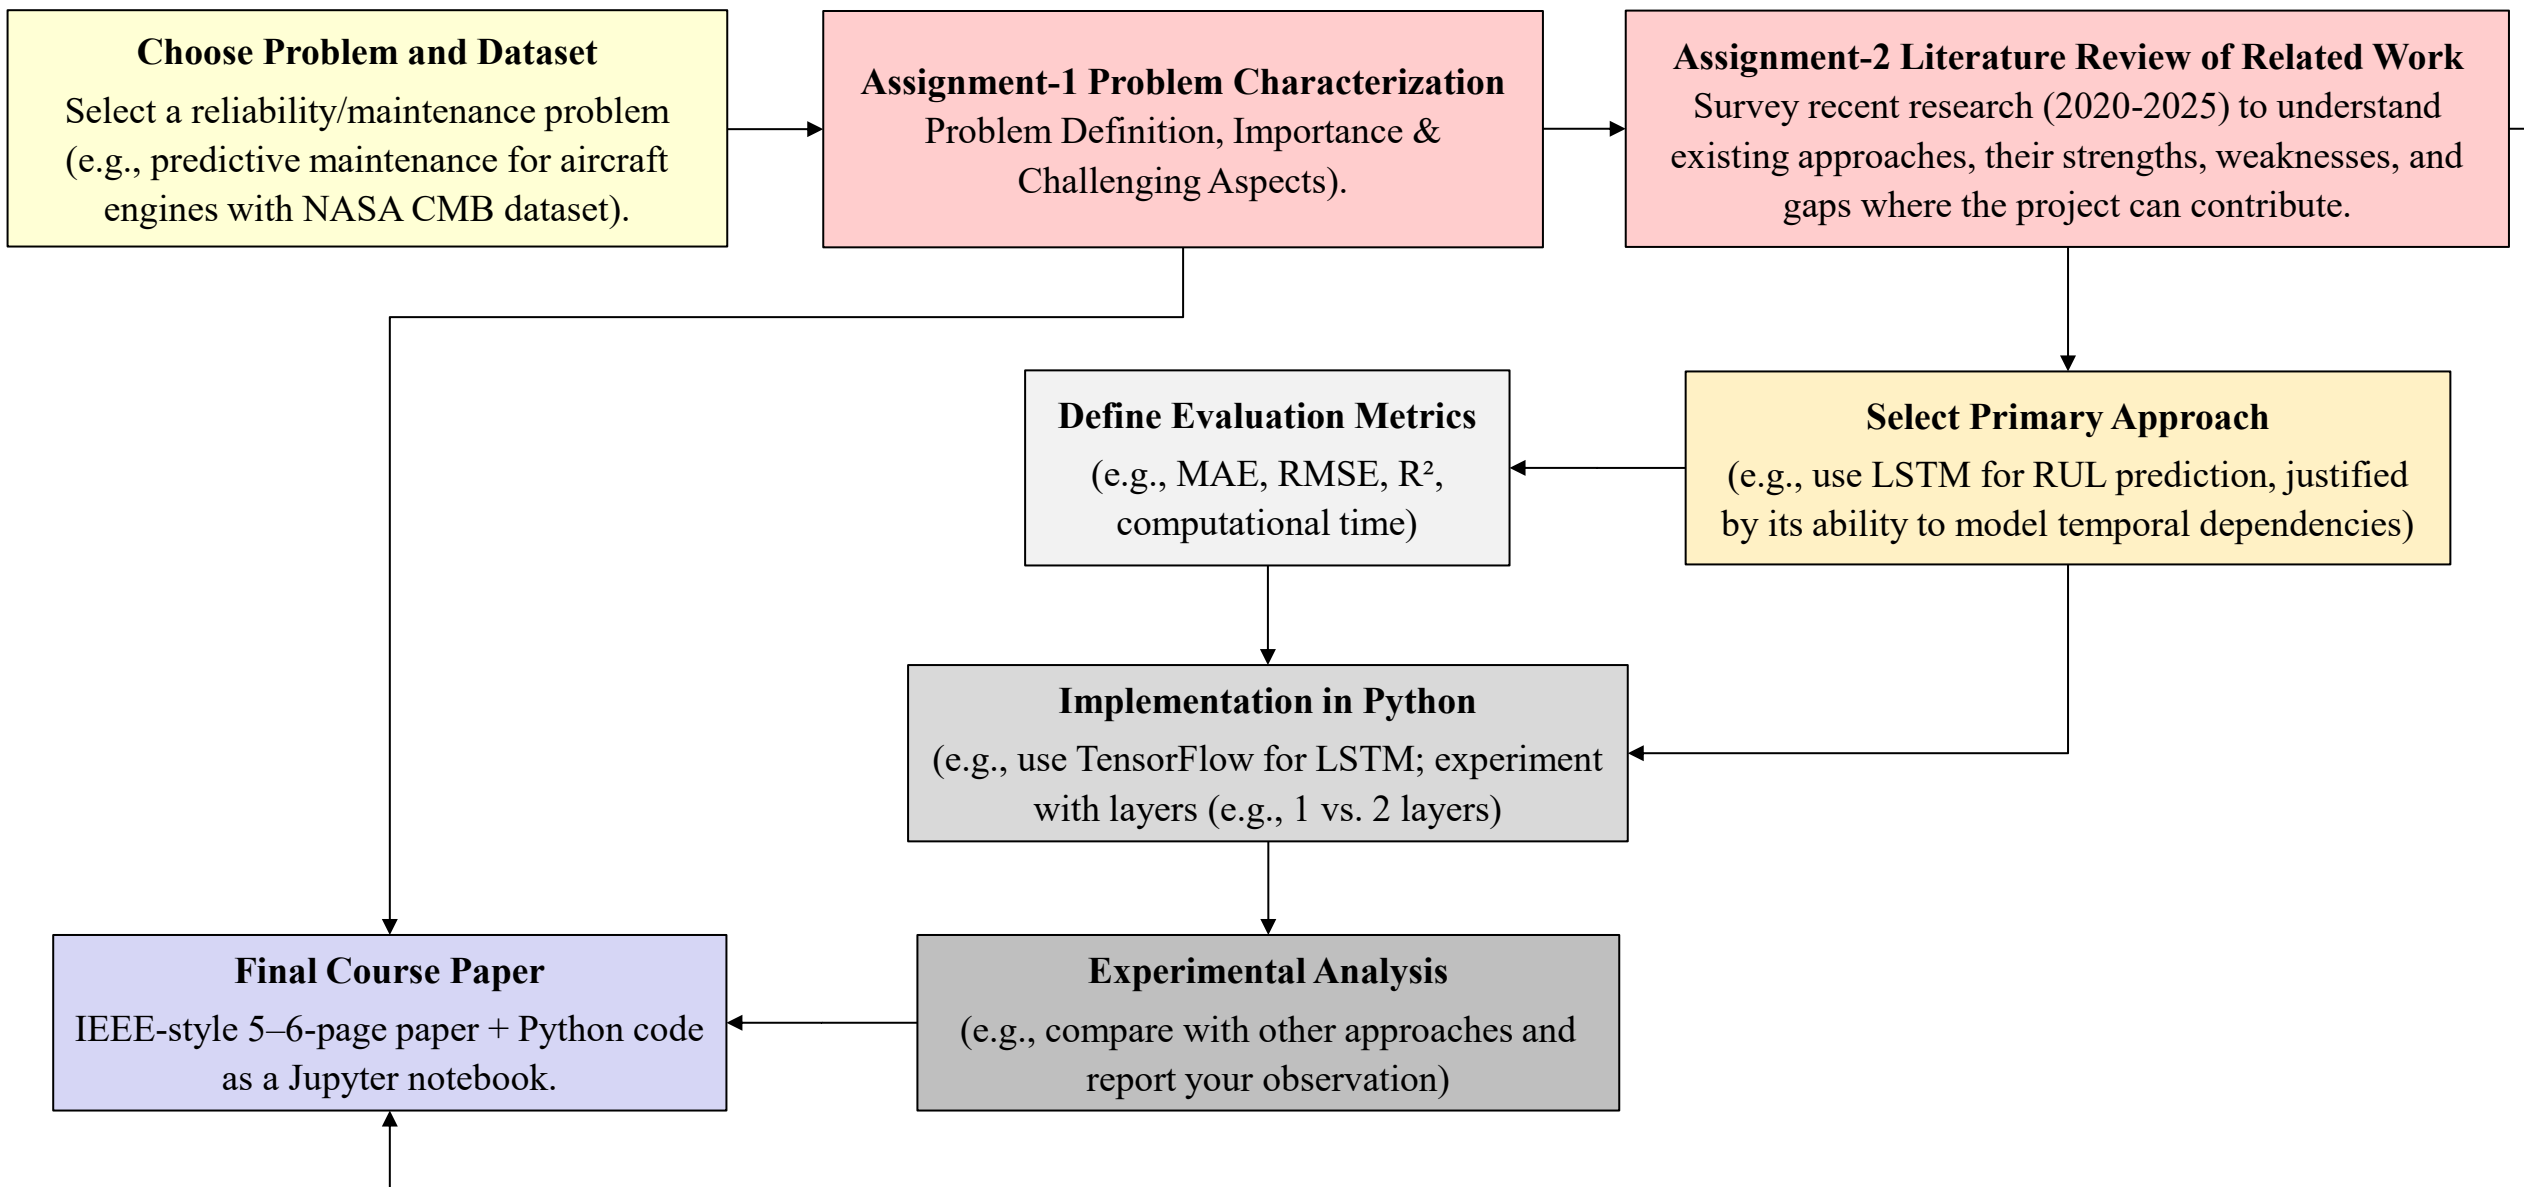 Choose Problem and Dataset
Select a reliability/maintenance problem
(e.g., predictive maintenance for aircraft
engines with NASA CMB dataset).
Assignment-1 Problem Characterization
Problem Definition, Importance &
Challenging Aspects).
Assignment-2 Literature Review of Related Work
Survey recent research (2020-2025) to understand
existing approaches, their strengths, weaknesses, and
gaps where the project can contribute.
Define Evaluation Metrics
(e.g., MAE, RMSE, R²,
computational time)
Select Primary Approach
(e.g., use LSTM for RUL prediction, justified
by its ability to model temporal dependencies)
Implementation in Python
(e.g., use TensorFlow for LSTM; experiment
with layers (e.g., 1 vs. 2 layers)
Final Course Paper
IEEE-style 5–6-page paper + Python code
as a Jupyter notebook.
Experimental Analysis
(e.g., compare with other approaches and
report your observation)